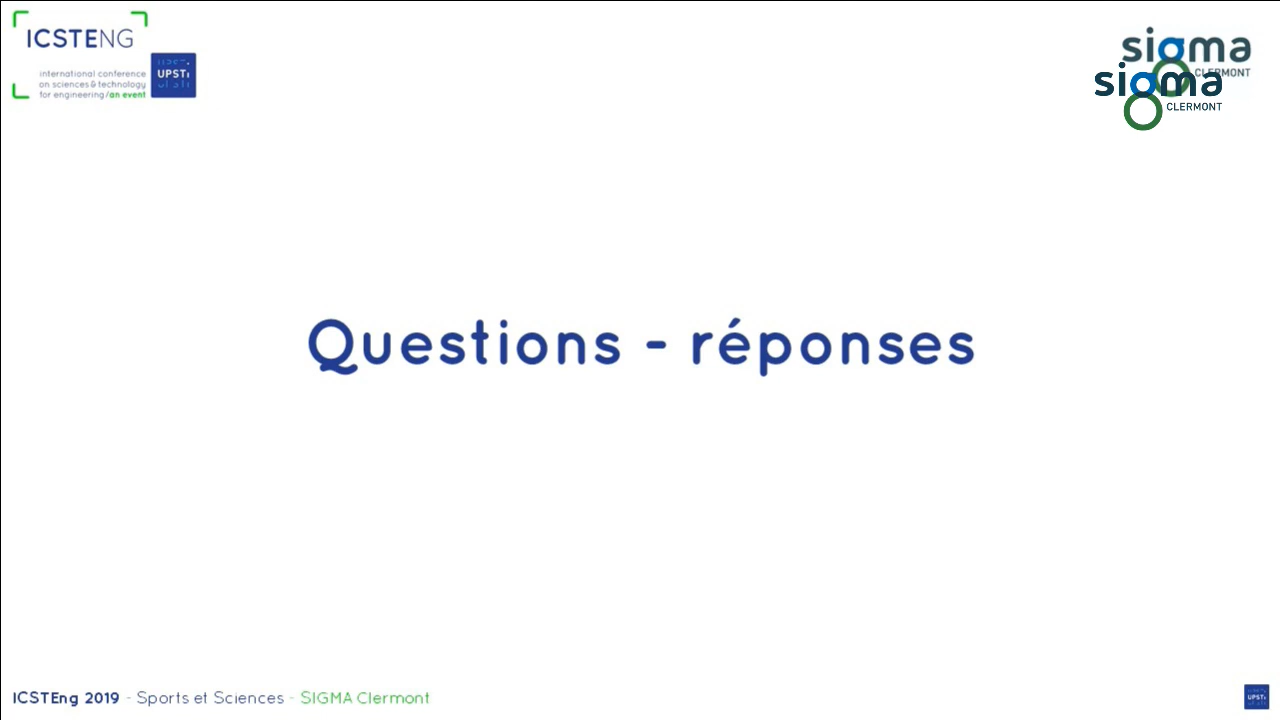 ICSTENG
international conference
on sciences & technology
for engineering/an event
UPSTI
sigma
CLERMONT
sigma
CLERMONT
Questions - réponses
ICSTEng 2019 - Sports et Sciences - SIGMA Clermont
UPSTI